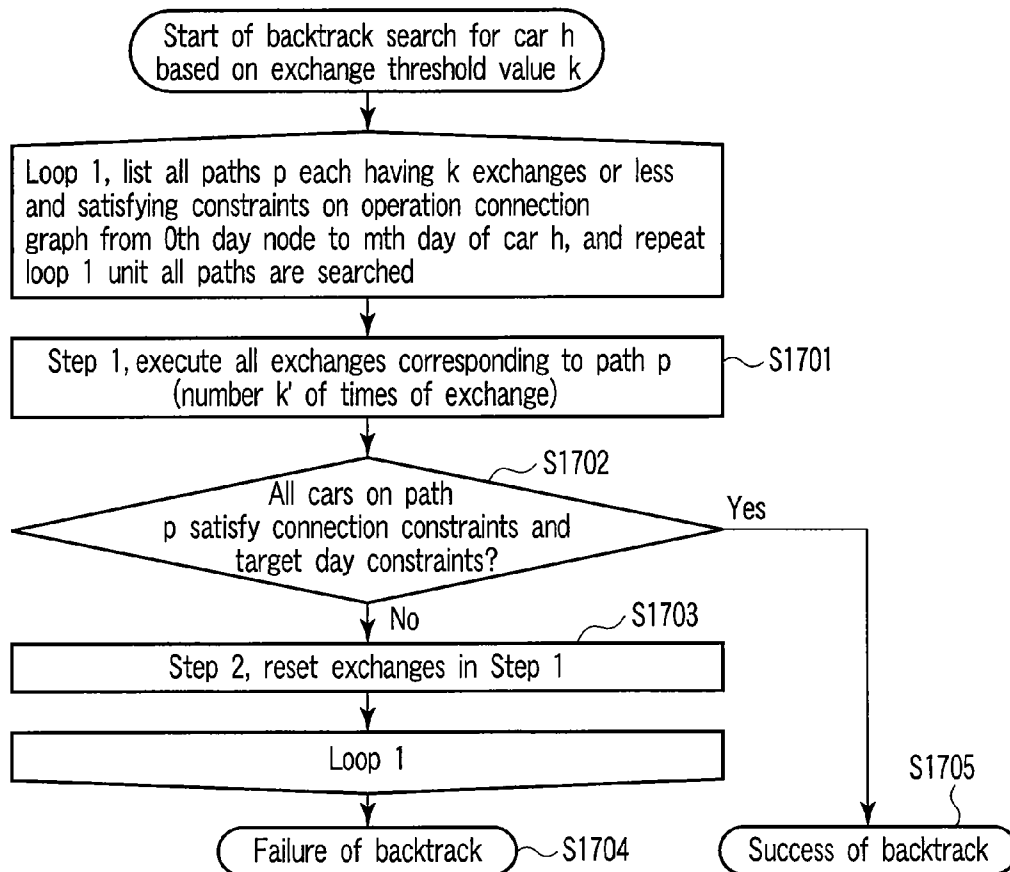 Start of backtrack search for car h
based on exchange threshold value k
Loop 1, list all paths p each having k exchanges or less
and satisfying constraints on operation connection
graph from 0th day node to mth day of car h, and repeat
loop 1 unit all paths are searched
Step 1, execute all exchanges corresponding to path p
(number k' of times of exchange)
S1701
S1702
All cars on path
p satisfy connection constraints and
target day constraints?
Yes
No
S1703
Step 2, reset exchanges in Step 1
Loop 1
S1705
Failure of backtrack
S1704
Success of backtrack